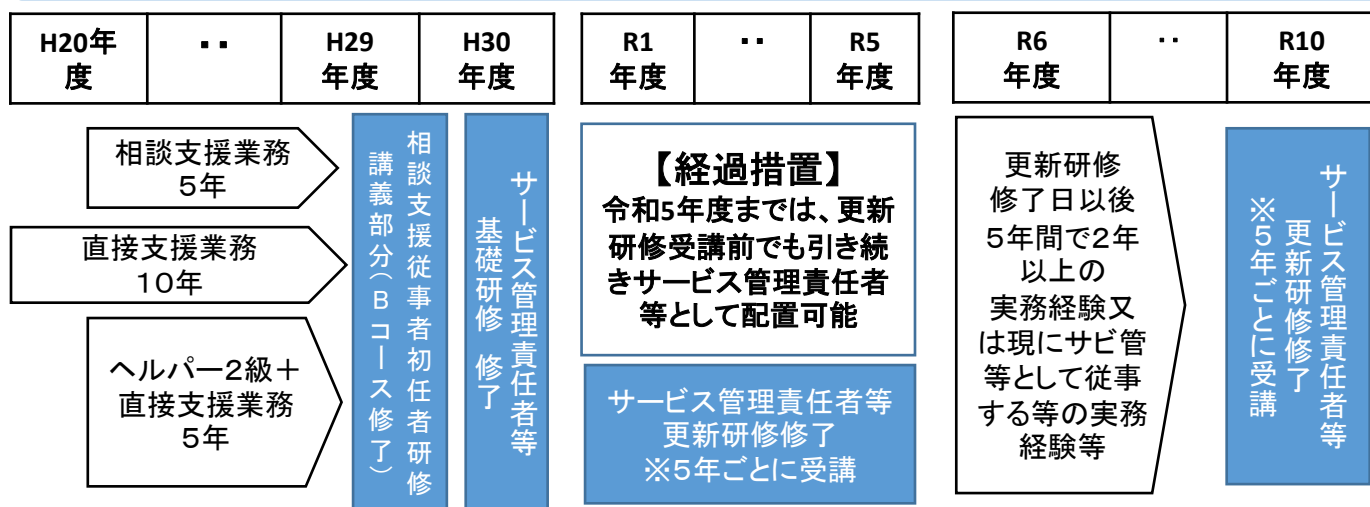 H20年
度
・・
H29
年度
H30
年度
R1
年度
・・
R5
年度
R6
年度
・・
R10
年度
相談支援業務
5年
直接支援業務
10年
ヘルパー2級＋
直接支援業務
5年
相談支援従事者初任者研修
講義部分（Bコース修了）
サービス管理責任者等
基礎研修 修了
【経過措置】
令和5年度までは、更新
研修受講前でも引き続
きサービス管理責任者
等として配置可能
サービス管理責任者等
更新研修修了
※5年ごとに受講
更新研修
修了日以後
5年間で2年
以上の
実務経験又
は現にサビ管
等として従事
する等の実務
経験等
サービス管理責任者等
更新研修修了
※5年ごとに受講